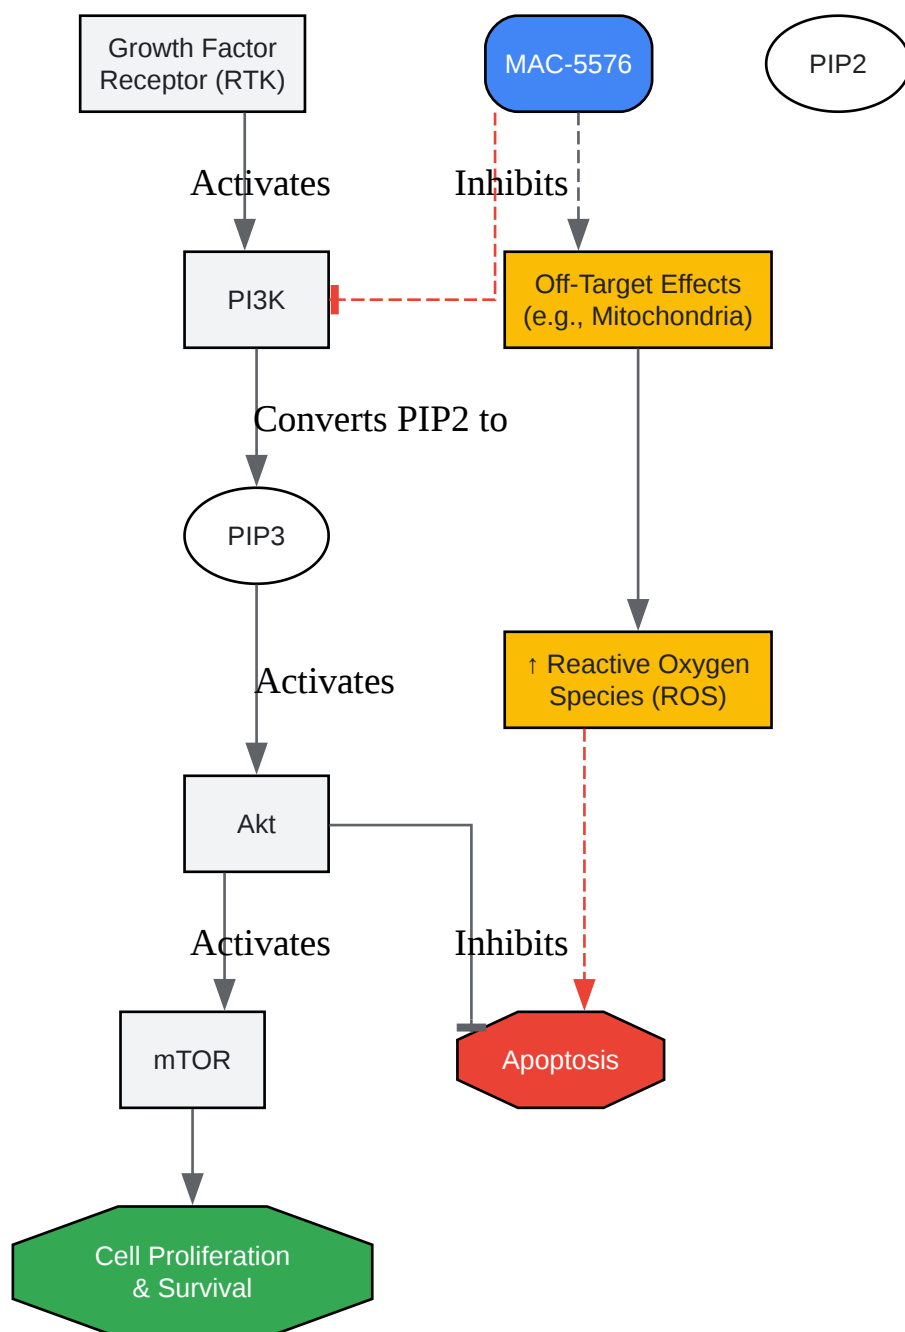 Growth Factor
Receptor (RTK)
MAC-5576
PIP2
Activates
Inhibits
PI3K
Off-Target Effects
(e.g., Mitochondria)
Converts PIP2 to
PIP3
↑ Reactive Oxygen
Species (ROS)
Activates
Akt
Activates
Inhibits
mTOR
Apoptosis
Cell Proliferation
& Survival